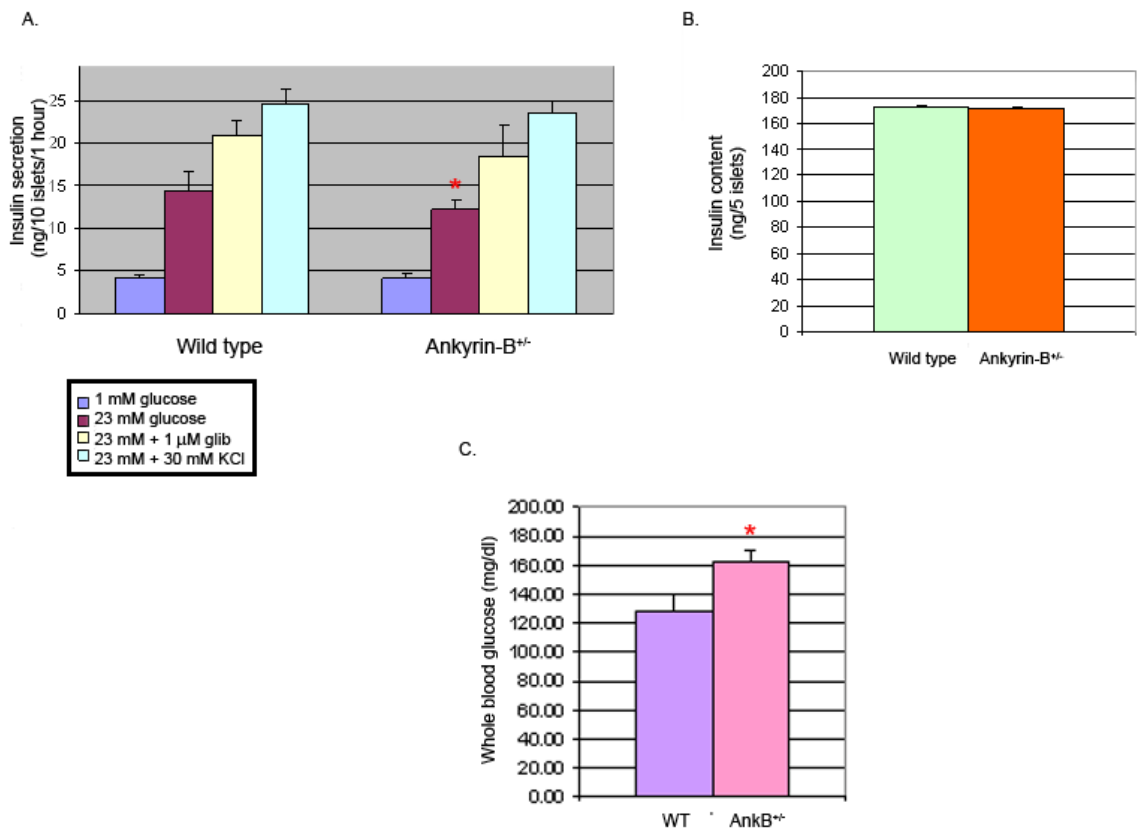 A.
Insulin secretion
(ng/10 islets/1 hour)
25
20
15
10
5
0
*
Wild type
Ankyrin-B+/-
1 mM glucose
23 mM glucose
23 mM + 1 µM glib
23 mM + 30 mM KCl
B.
Insulin content
(ng/5 islets)
200
180
160
140
120
100
80
60
40
20
0
Wild type
Ankyrin-B+/-
C.
Whole blood glucose (mg/dl)
200.00
180.00
160.00
140.00
120.00
100.00
80.00
60.00
40.00
20.00
0.00
*
WT
AnkB+/-